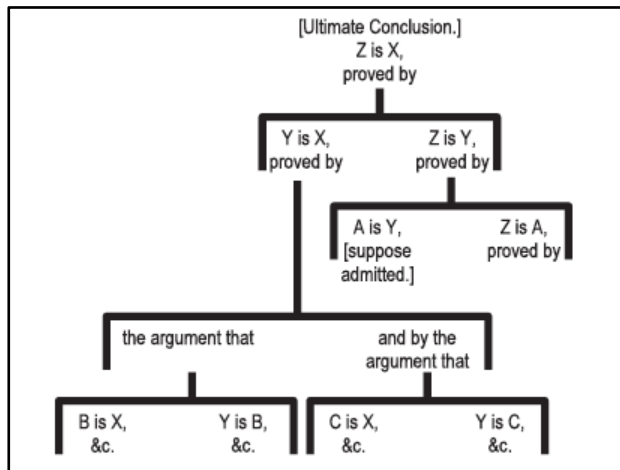 [Ultimate Conclusion.]
Z is X,
proved by
Y is X,
proved by
Z is Y,
proved by
A is Y,
[suppose
admitted.]
Z is A,
proved by
the argument that
and by the
argument that
B is X,
&c.
Y is B,
&c.
C is X,
&c.
Y is C,
&c.